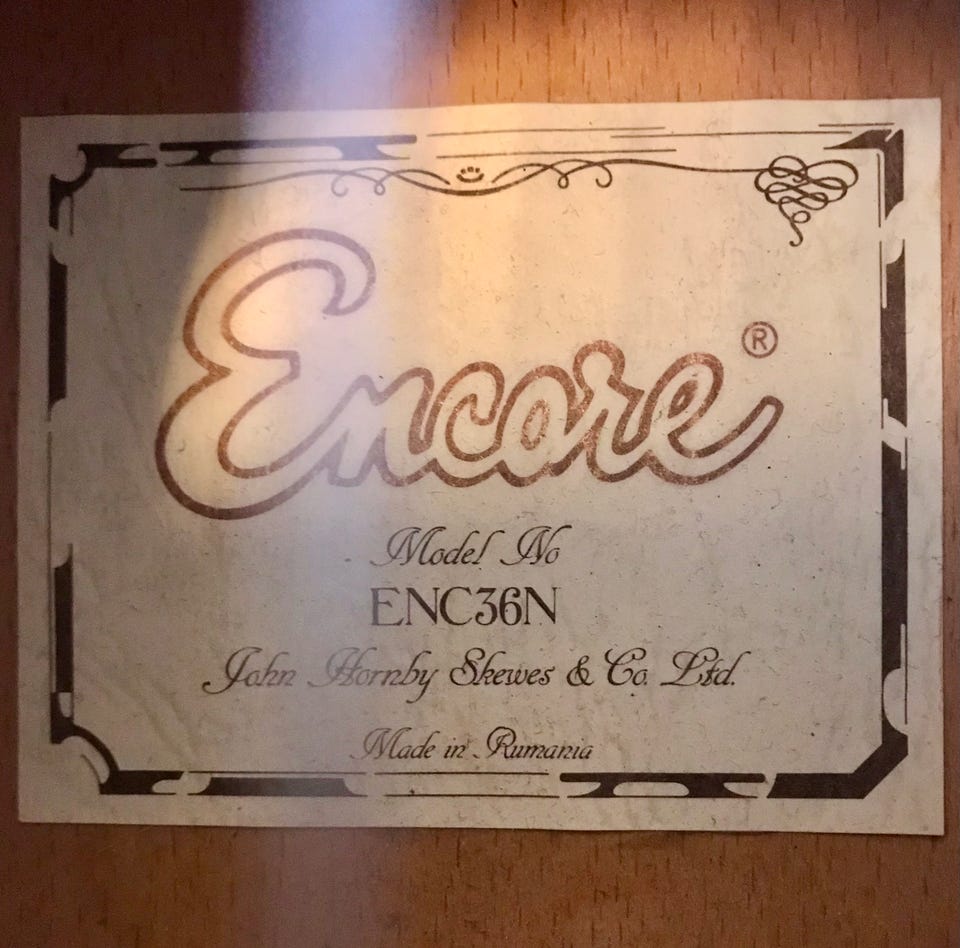 Encore ®
Model No
ENC36N
John Hornby Skewes & Co. Ltd.
Made in Rumania